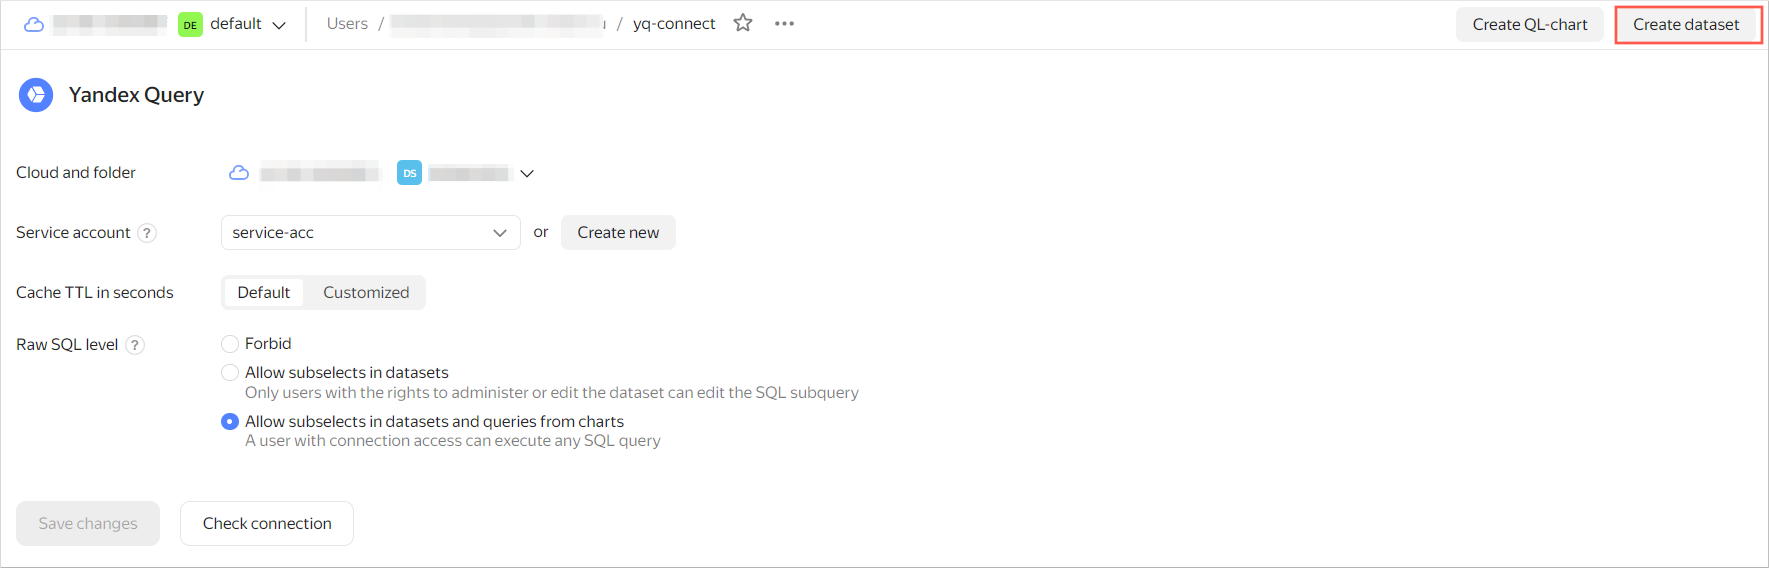 DE default Users / / yq-connect Create QL-chart Create dataset
Yandex Query
Cloud and folder DS
Service account ? service-acc or Create new
Cache TTL in seconds Default Customized
Raw SQL level ? Forbid
Allow subselects in datasets
Only users with the rights to administer or edit the dataset can edit the SQL subquery
Allow subselects in datasets and queries from charts
A user with connection access can execute any SQL query
Save changes Check connection